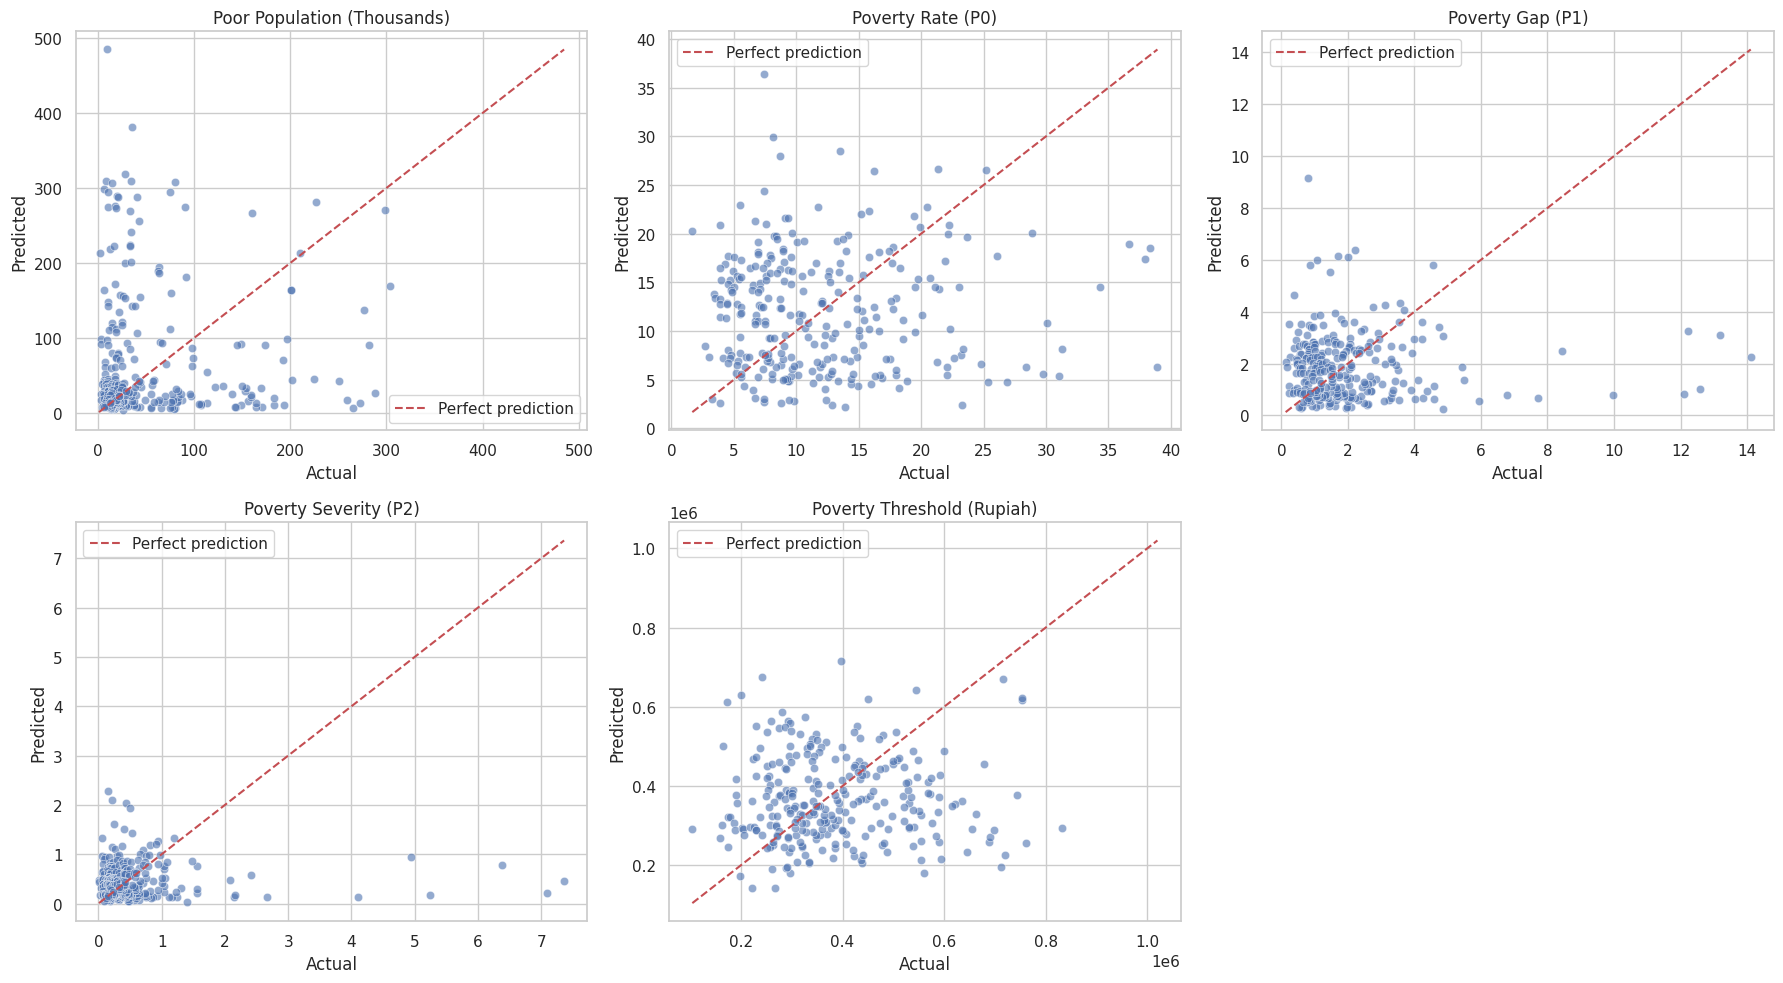 Poor Population (Thousands)
500
400
300
200
100
0
Predicted
Perfect prediction
0 100 200 300 400 500
Actual
Poverty Rate (P0)
Perfect prediction
40
35
30
25
20
15
10
5
0
Predicted
0 5 10 15 20 25 30 35 40
Actual
Poverty Gap (P1)
Perfect prediction
14
12
10
8
6
4
2
0
Predicted
0 2 4 6 8 10 12 14
Actual
Poverty Severity (P2)
Perfect prediction
7
6
5
4
3
2
1
0
Predicted
0 1 2 3 4 5 6 7
Actual
Poverty Threshold (Rupiah)
1e6
Perfect prediction
1.0
0.8
0.6
0.4
0.2
Predicted
0.2 0.4 0.6 0.8 1.0
Actual
1e6